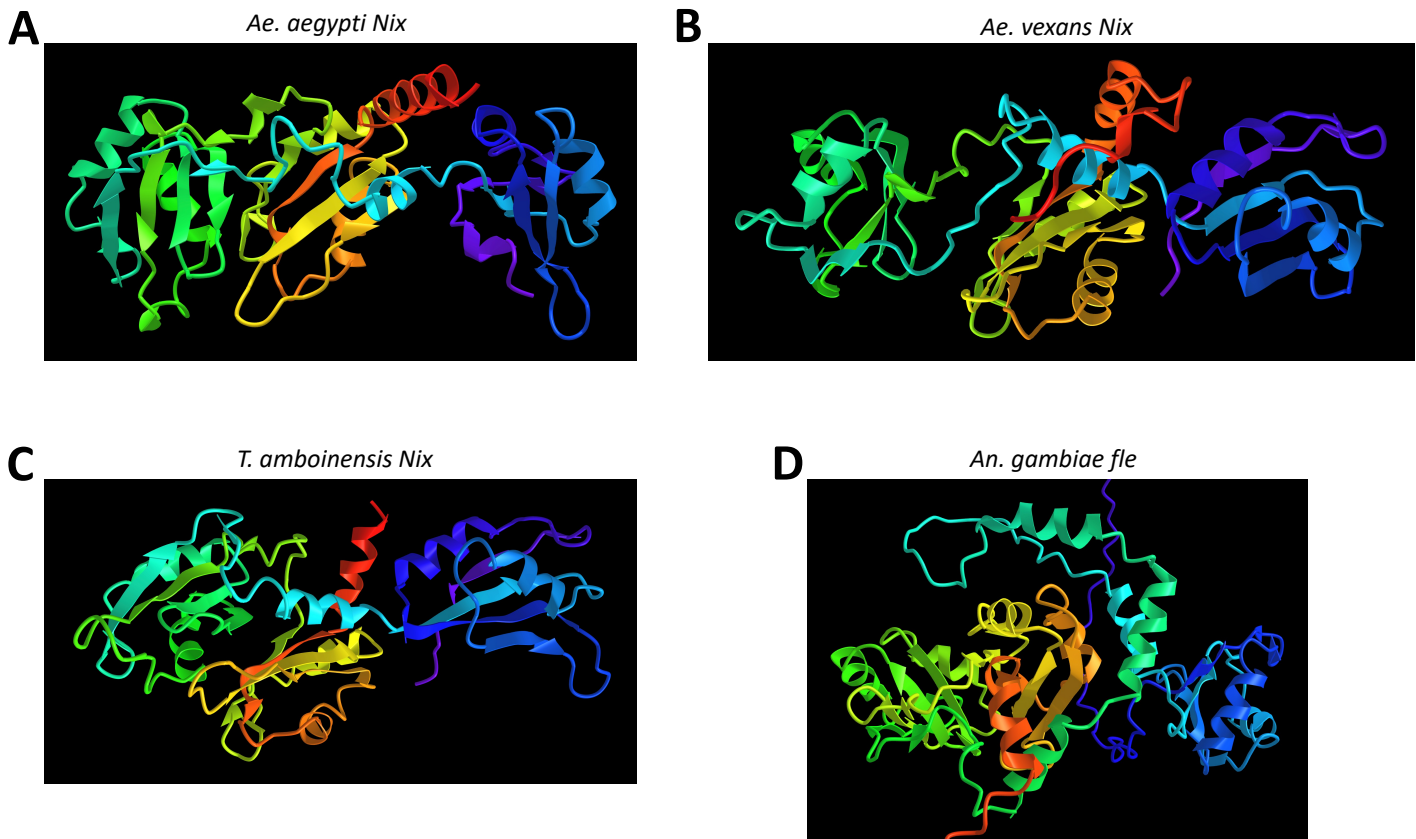 A
Ae. aegypti Nix
B
Ae. vexans Nix
C
T. amboinensis Nix
D
An. gambiae fle